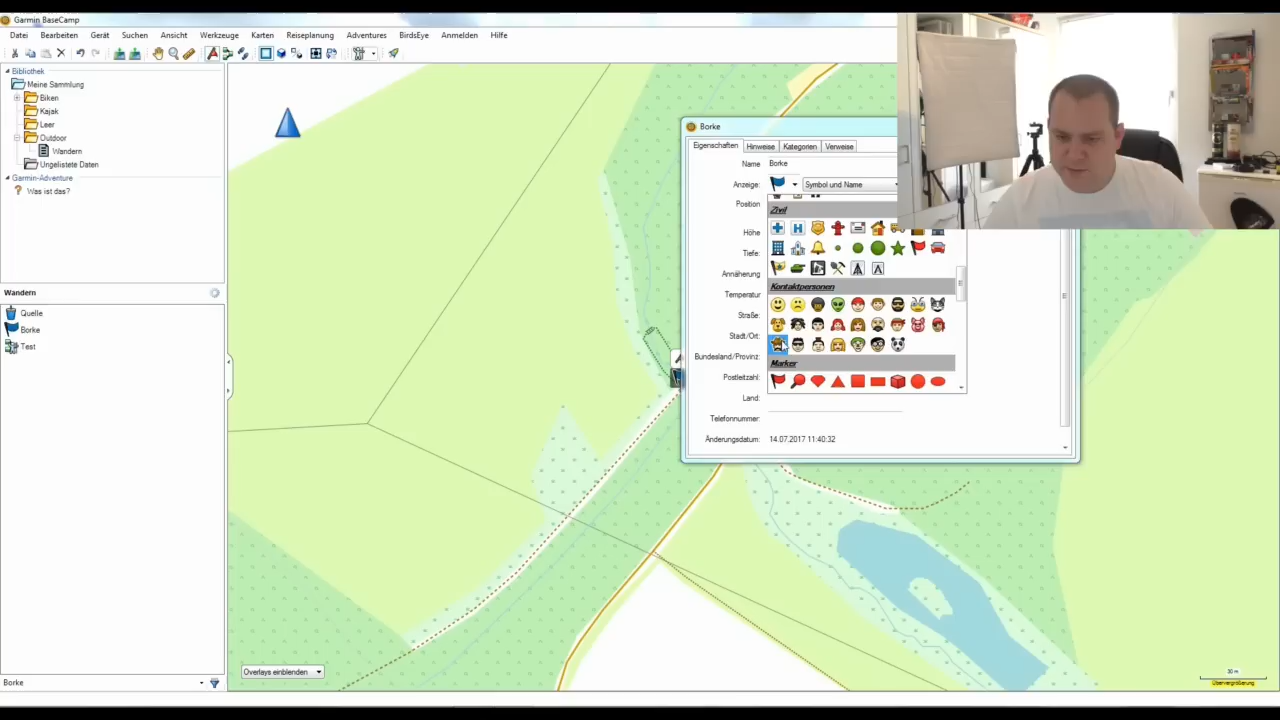 Garmin BaseCamp
Datei Bearbeiten Gerät Suchen Ansicht Werkzeuge Karten Reiseplanung Adventures BirdsEye Anmelden Hilfe
Bibliothek
Meine Sammlung
Biken
Kajak
Leer
Outdoor
Wandern
Ungelistete Daten
Garmin-Adventure
Was ist das?
Wandern
Quelle
Borke
Test
Borke
Overlays einblenden
Borke
Eigenschaften Hinweise Kategorien Verweise
Name Borke
Anzeige: Symbol und Name
Position
Zivil
Höhe
Tiefe:
Annäherung
Kontaktpersonen
Temperatur
Straße:
Stadt/Ort:
Bundesland/Provinz:
Marker
Postleitzahl:
Land:
Telefonnummer:
Änderungsdatum: 14.07.2017 11:40:32
30 m
Übervergrößerung